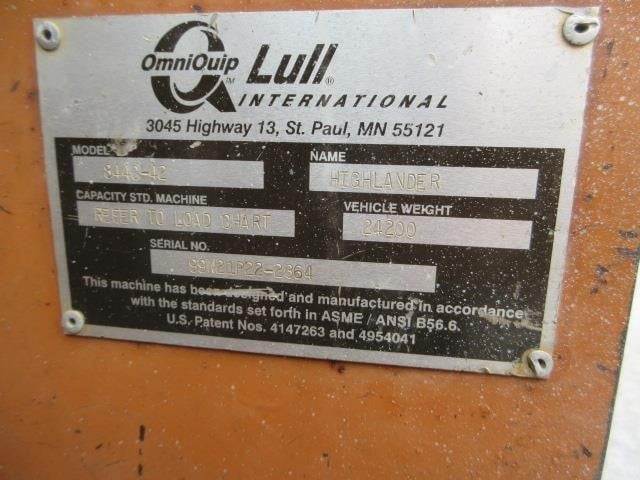 OmniQuip TM Lull ®
INTERNATIONAL
3045 Highway 13, St. Paul, MN 55121
MODEL NAME
HIGHLANDER
CAPACITY STD. MACHINE VEHICLE WEIGHT
REFER TO LOAD CHART 24200
SERIAL NO.
This machine has been designed and manufactured in accordance
with the standards set forth in ASME / ANSI B56.6.
U.S. Patent Nos. 4147263 and 4954041